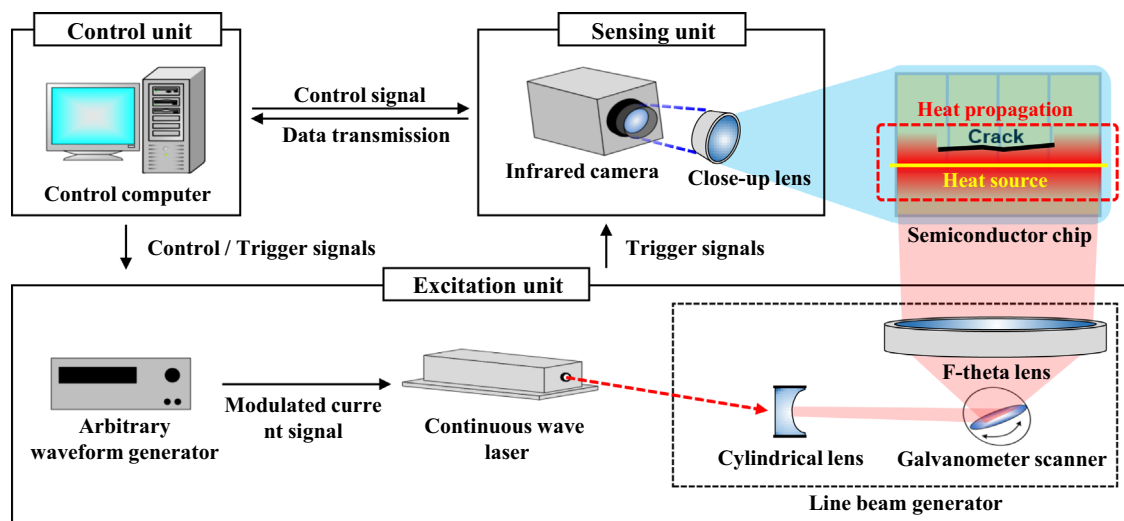 Control unit
Control computer
Control signal
Data transmission
Sensing unit
Infrared camera
Close-up lens
Heat propagation
Crack
Heat source
Semiconductor chip
Control / Trigger signals
Trigger signals
Excitation unit
Arbitrary
waveform generator
Modulated curre
nt signal
Continuous wave
laser
Cylindrical lens
F-theta lens
Galvanometer scanner
Line beam generator